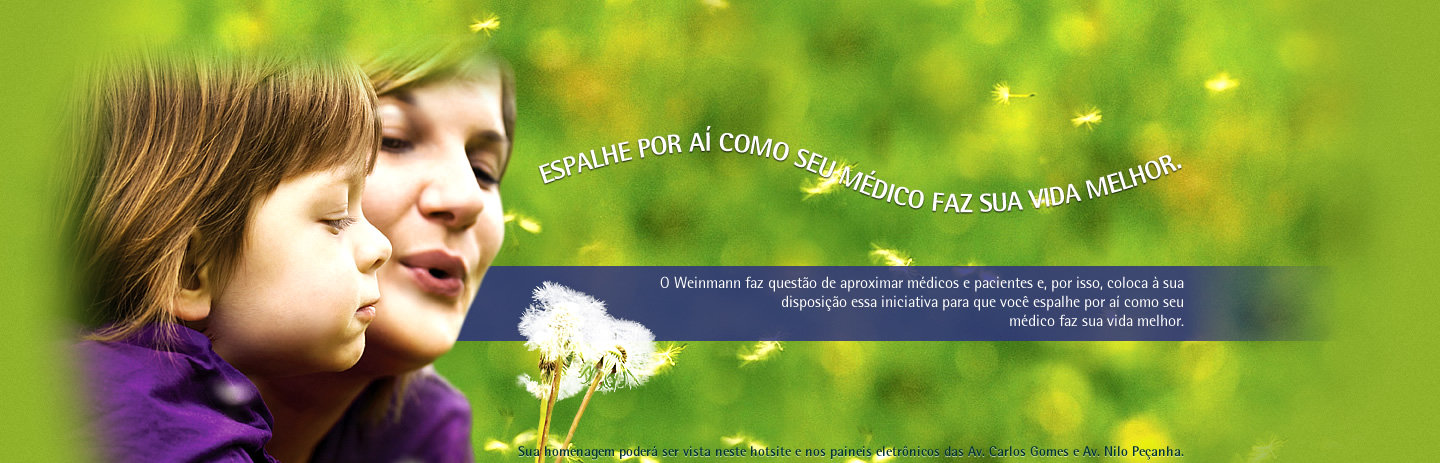 ESPALHE POR AÍ COMO SEU MÉDICO FAZ SUA VIDA MELHOR.
O Weinmann faz questão de aproximar médicos e pacientes e, por isso, coloca à sua
disposição essa iniciativa para que você espalhe por aí como seu
médico faz sua vida melhor.
Sua homenagem poderá ser vista neste hotsite e nos paineis eletrônicos das Av. Carlos Gomes e Av. Nilo Peçanha.